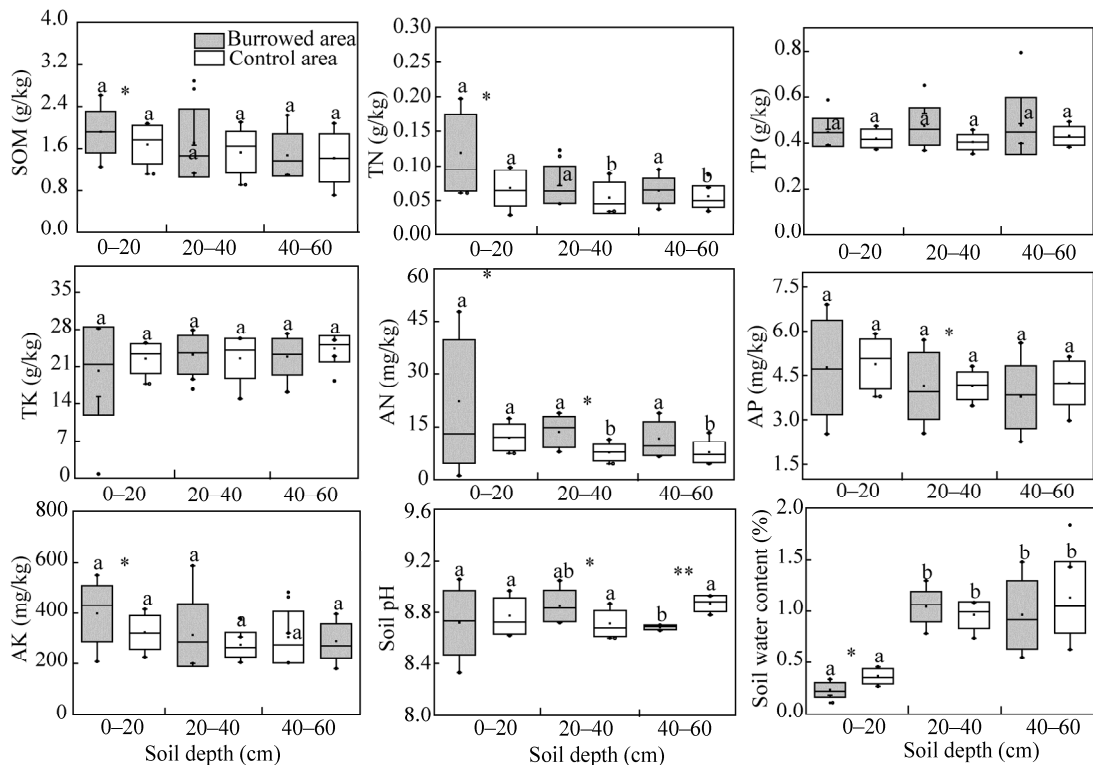 SOM (g/kg)
4.0
3.2
2.4
1.6
0.8
0.0
Burrowed area
Control area
a * a a a a a
0–20 20–40 40–60
TN (g/kg)
0.30
0.25
0.20
0.15
0.10
0.05
0.00
a * a a b a b
0–20 20–40 40–60
TP (g/kg)
0.8
0.6
0.4
0.2
0.0
a a a a a a
0–20 20–40 40–60
TK (g/kg)
35
28
21
14
7
0
a a a a a a
0–20 20–40 40–60
AN (mg/kg)
60
45
30
15
0
a * a a * b a b
0–20 20–40 40–60
AP (mg/kg)
7.5
6.0
4.5
3.0
1.5
a a a * a a a
0–20 20–40 40–60
AK (mg/kg)
800
600
400
200
0
a * a a a a a
0–20 20–40 40–60
Soil depth (cm)
Soil pH
9.6
9.2
8.8
8.4
8.0
a a ab * a b ** a
0–20 20–40 40–60
Soil depth (cm)
Soil water content (%)
2.0
1.5
1.0
0.5
0.0
a * a b b b b
0–20 20–40 40–60
Soil depth (cm)